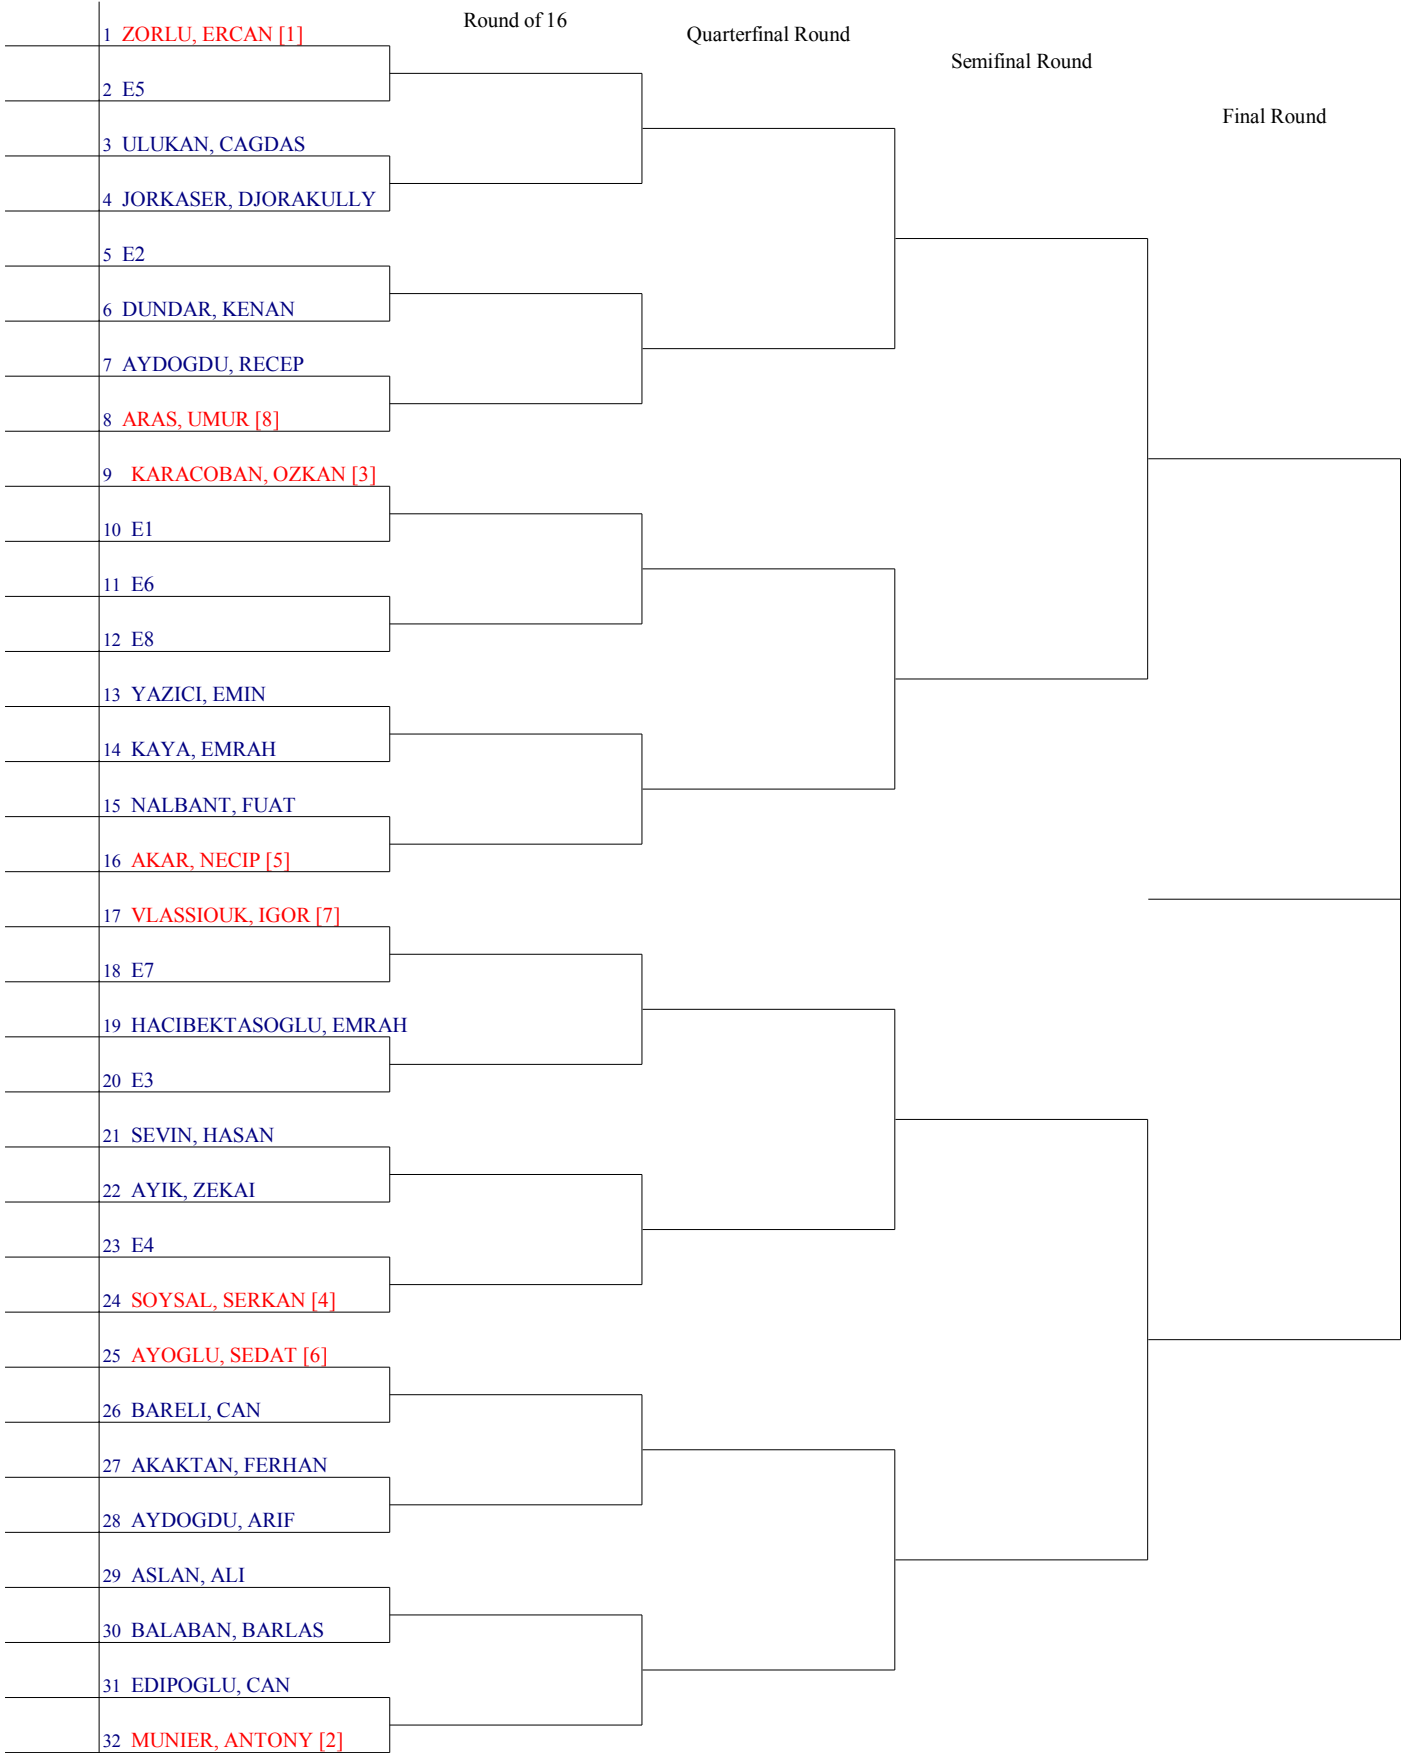 Round of 16
Quarterfinal Round
Semifinal Round
Final Round
1 ZORLU, ERCAN [1]
2 E5
3 ULUKAN, CAGDAS
4 JORKASER, DJORAKULLY
5 E2
6 DUNDAR, KENAN
7 AYDOGDU, RECEP
8 ARAS, UMUR [8]
9 KARACOBAN, OZKAN [3]
10 E1
11 E6
12 E8
13 YAZICI, EMIN
14 KAYA, EMRAH
15 NALBANT, FUAT
16 AKAR, NECIP [5]
17 VLASSIOUK, IGOR [7]
18 E7
19 HACIBEKTASOGLU, EMRAH
20 E3
21 SEVIN, HASAN
22 AYIK, ZEKAI
23 E4
24 SOYSAL, SERKAN [4]
25 AYOGLU, SEDAT [6]
26 BARELI, CAN
27 AKAKTAN, FERHAN
28 AYDOGDU, ARIF
29 ASLAN, ALI
30 BALABAN, BARLAS
31 EDIPOGLU, CAN
32 MUNIER, ANTONY [2]